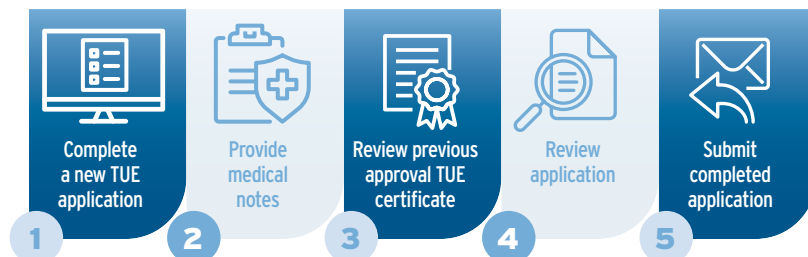 Complete
a new TUE
application
1
Provide
medical
notes
2
Review previous
approval TUE
certificate
3
Review
application
4
Submit
completed
application
5